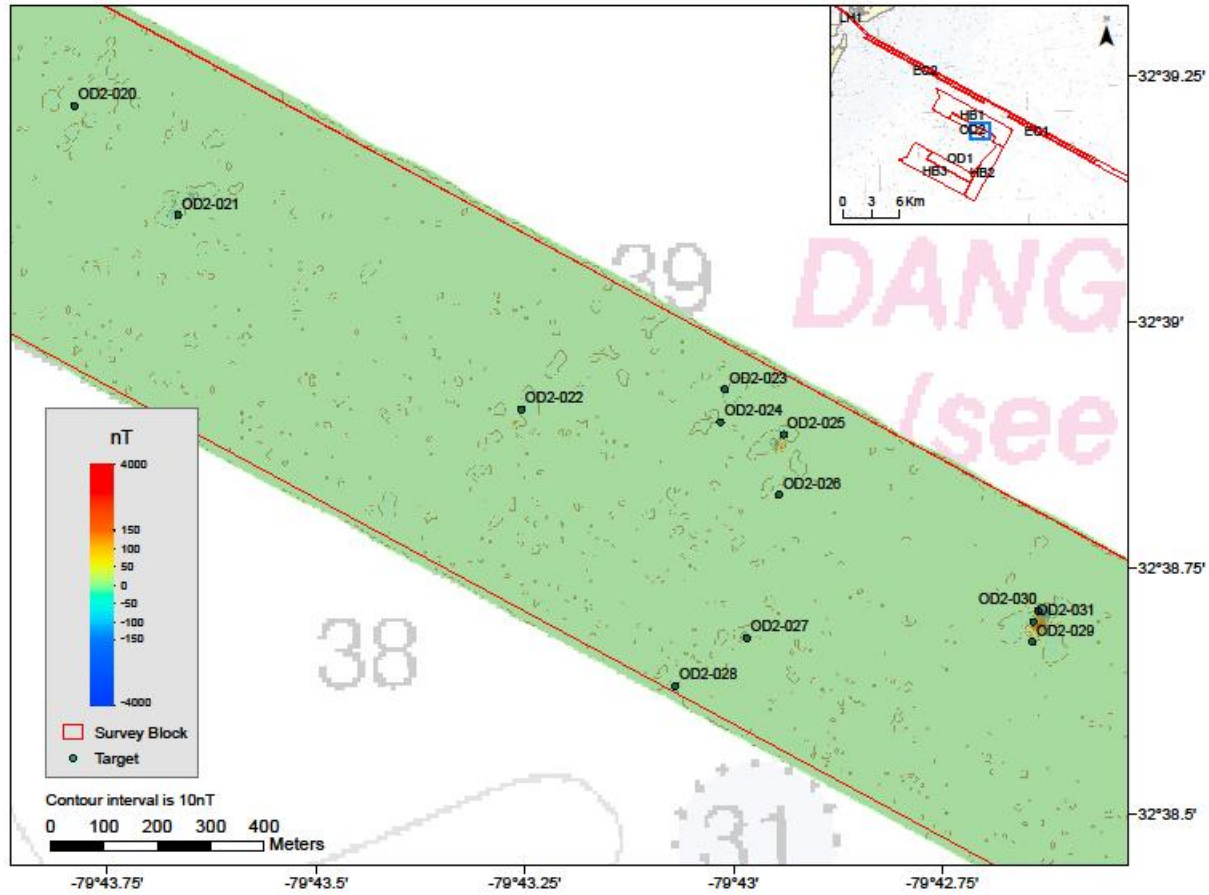 LH1
N
EC2
HB1
OD2
EC1
OD1
HB3
HB2
0 3 6 Km
32°39.25'
OD2-020
OD2-021
39
DANG
32°39'
OD2-023
OD2-022
OD2-024
(see
OD2-025
OD2-026
nT
4000
150
100
50
0
-50
-100
-150
-4000
Survey Block
Target
32°38.75'
OD2-030
OD2-031
OD2-029
OD2-027
38
OD2-028
Contour interval is 10nT
0 100 200 300 400
Meters
31
32°38.5'
-79°43.75' -79°43.5' -79°43.25' -79°43' -79°42.75'